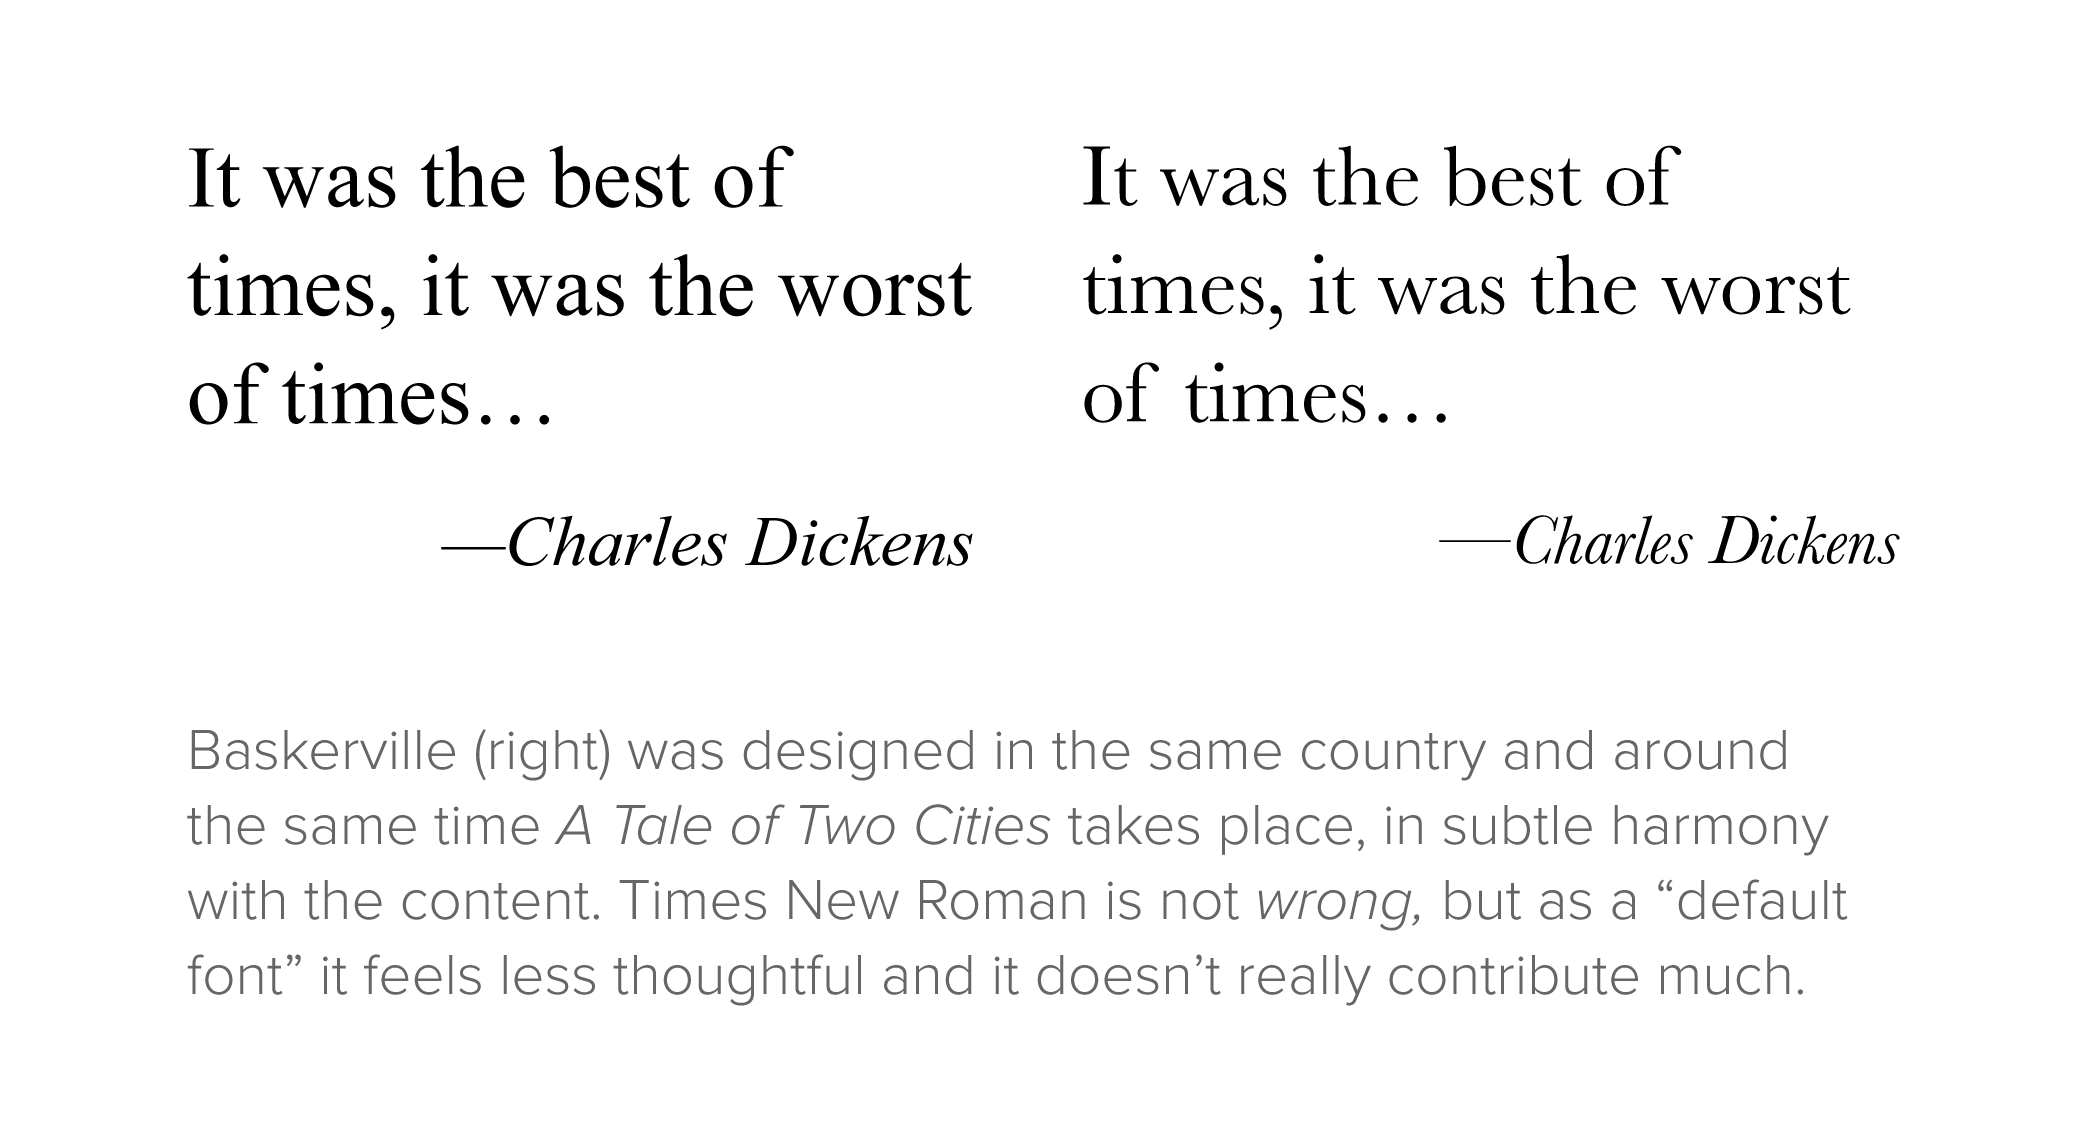 It was the best of
times, it was the worst
of times…
—Charles Dickens
It was the best of
times, it was the worst
of times…
—Charles Dickens
Baskerville (right) was designed in the same country and around
the same time A Tale of Two Cities takes place, in subtle harmony
with the content. Times New Roman is not wrong, but as a “default
font” it feels less thoughtful and it doesn’t really contribute much.